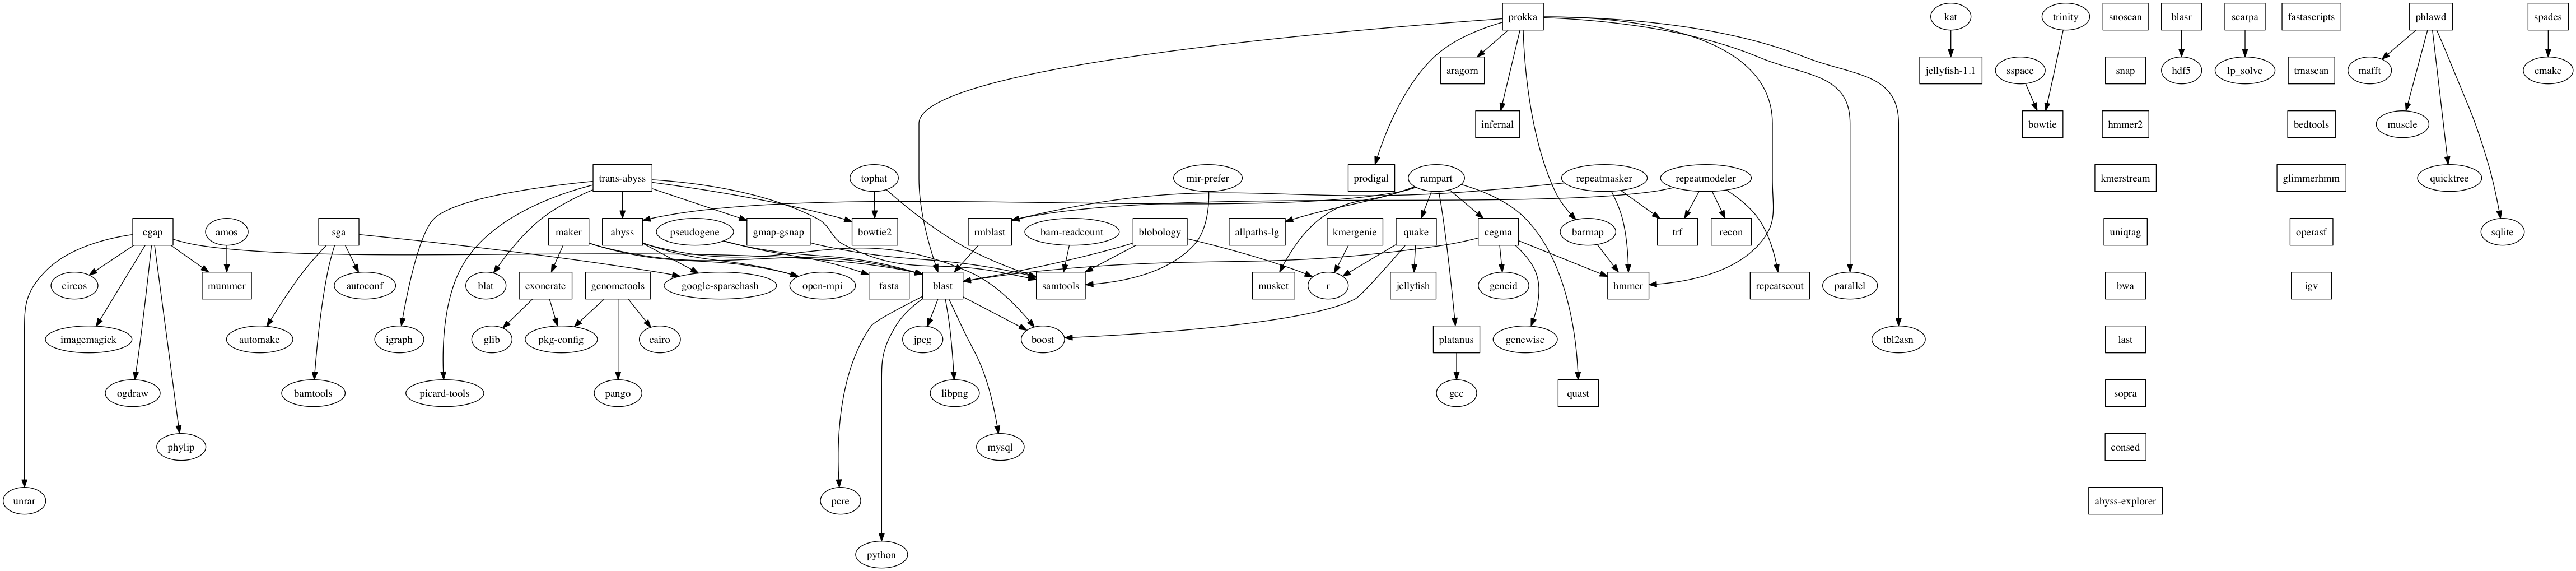 prokka
kat
trinity
snoscan
blasr
scarpa
fastascripts
phlawd
spades
aragorn
jellyfish-1.1
sspace
snap
hdf5
lp_solve
trnascan
mafft
cmake
infernal
bowtie
hmmer2
bedtools
muscle
trans-abyss
tophat
mir-prefer
prodigal
rampart
repeatmasker
repeatmodeler
kmerstream
glimmerhmm
quicktree
cgap
amos
sga
maker
abyss
pseudogene
gmap-gsnap
bowtie2
rmblast
bam-readcount
blobology
allpaths-lg
kmergenie
quake
cegma
barrnap
trf
recon
uniqtag
operasf
sqlite
circos
mummer
autoconf
blat
exonerate
genometools
google-sparsehash
open-mpi
fasta
blast
samtools
musket
r
jellyfish
geneid
hmmer
repeatscout
parallel
bwa
igv
imagemagick
automake
igraph
glib
pkg-config
cairo
jpeg
boost
platanus
genewise
tbl2asn
last
ogdraw
bamtools
picard-tools
pango
libpng
gcc
quast
sopra
phylip
mysql
consed
unrar
pcre
abyss-explorer
python